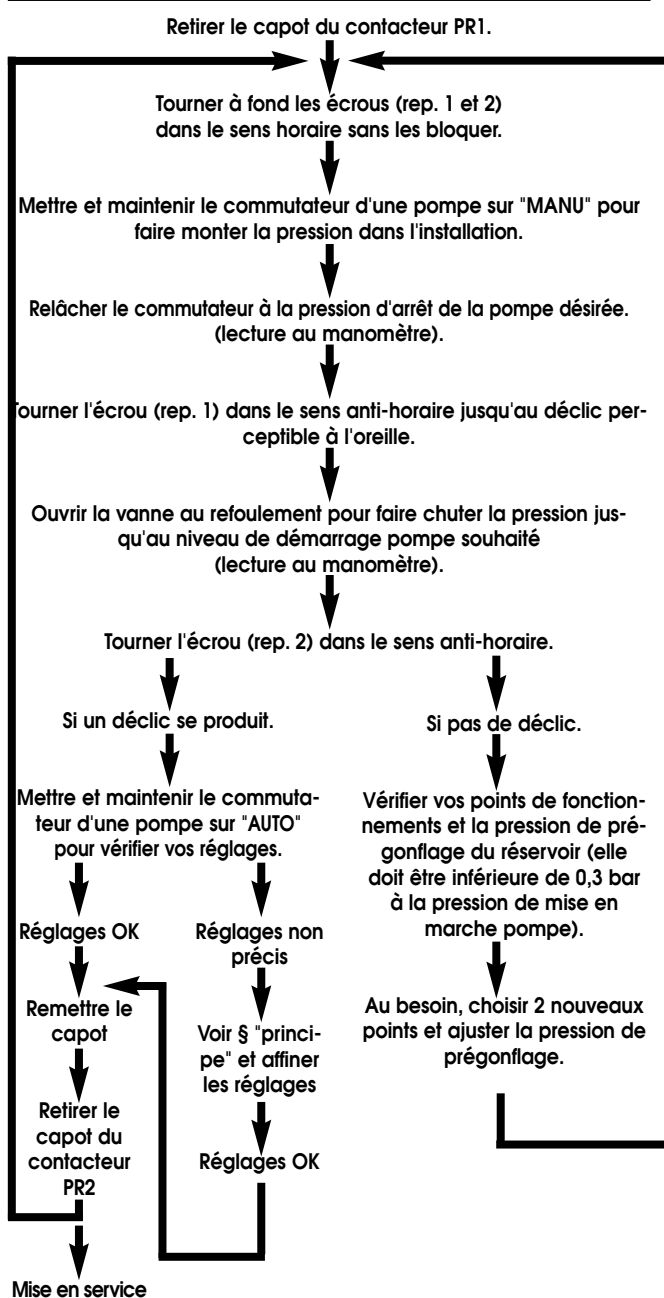 Retirer le capot du contacteur PR1.
Tourner à fond les écrous (rep. 1 et 2)
dans le sens horaire sans les bloquer.
Mettre et maintenir le commutateur d'une pompe sur "MANU" pour
faire monter la pression dans l'installation.
Relâcher le commutateur à la pression d'arrêt de la pompe désirée.
(lecture au manomètre).
Tourner l'écrou (rep. 1) dans le sens anti-horaire jusqu'au déclic per-
ceptible à l'oreille.
Ouvrir la vanne au refoulement pour faire chuter la pression jus-
qu'au niveau de démarrage pompe souhaité
(lecture au manomètre).
Tourner l'écrou (rep. 2) dans le sens anti-horaire.
Si un déclic se produit.
Mettre et maintenir le commuta-
teur d'une pompe sur "AUTO"
pour vérifier vos réglages.
Réglages OK
Remettre le
capot
Retirer le
capot du
contacteur
PR2
Mise en service
Réglages non
précis
Voir § "princi-
pe" et affiner
les réglages
Réglages OK
Si pas de déclic.
Vérifier vos points de fonction-
nements et la pression de pré-
gonflage du réservoir (elle
doit être inférieure de 0,3 bar
à la pression de mise en
marche pompe).
Au besoin, choisir 2 nouveaux
points et ajuster la pression de
prégonflage.